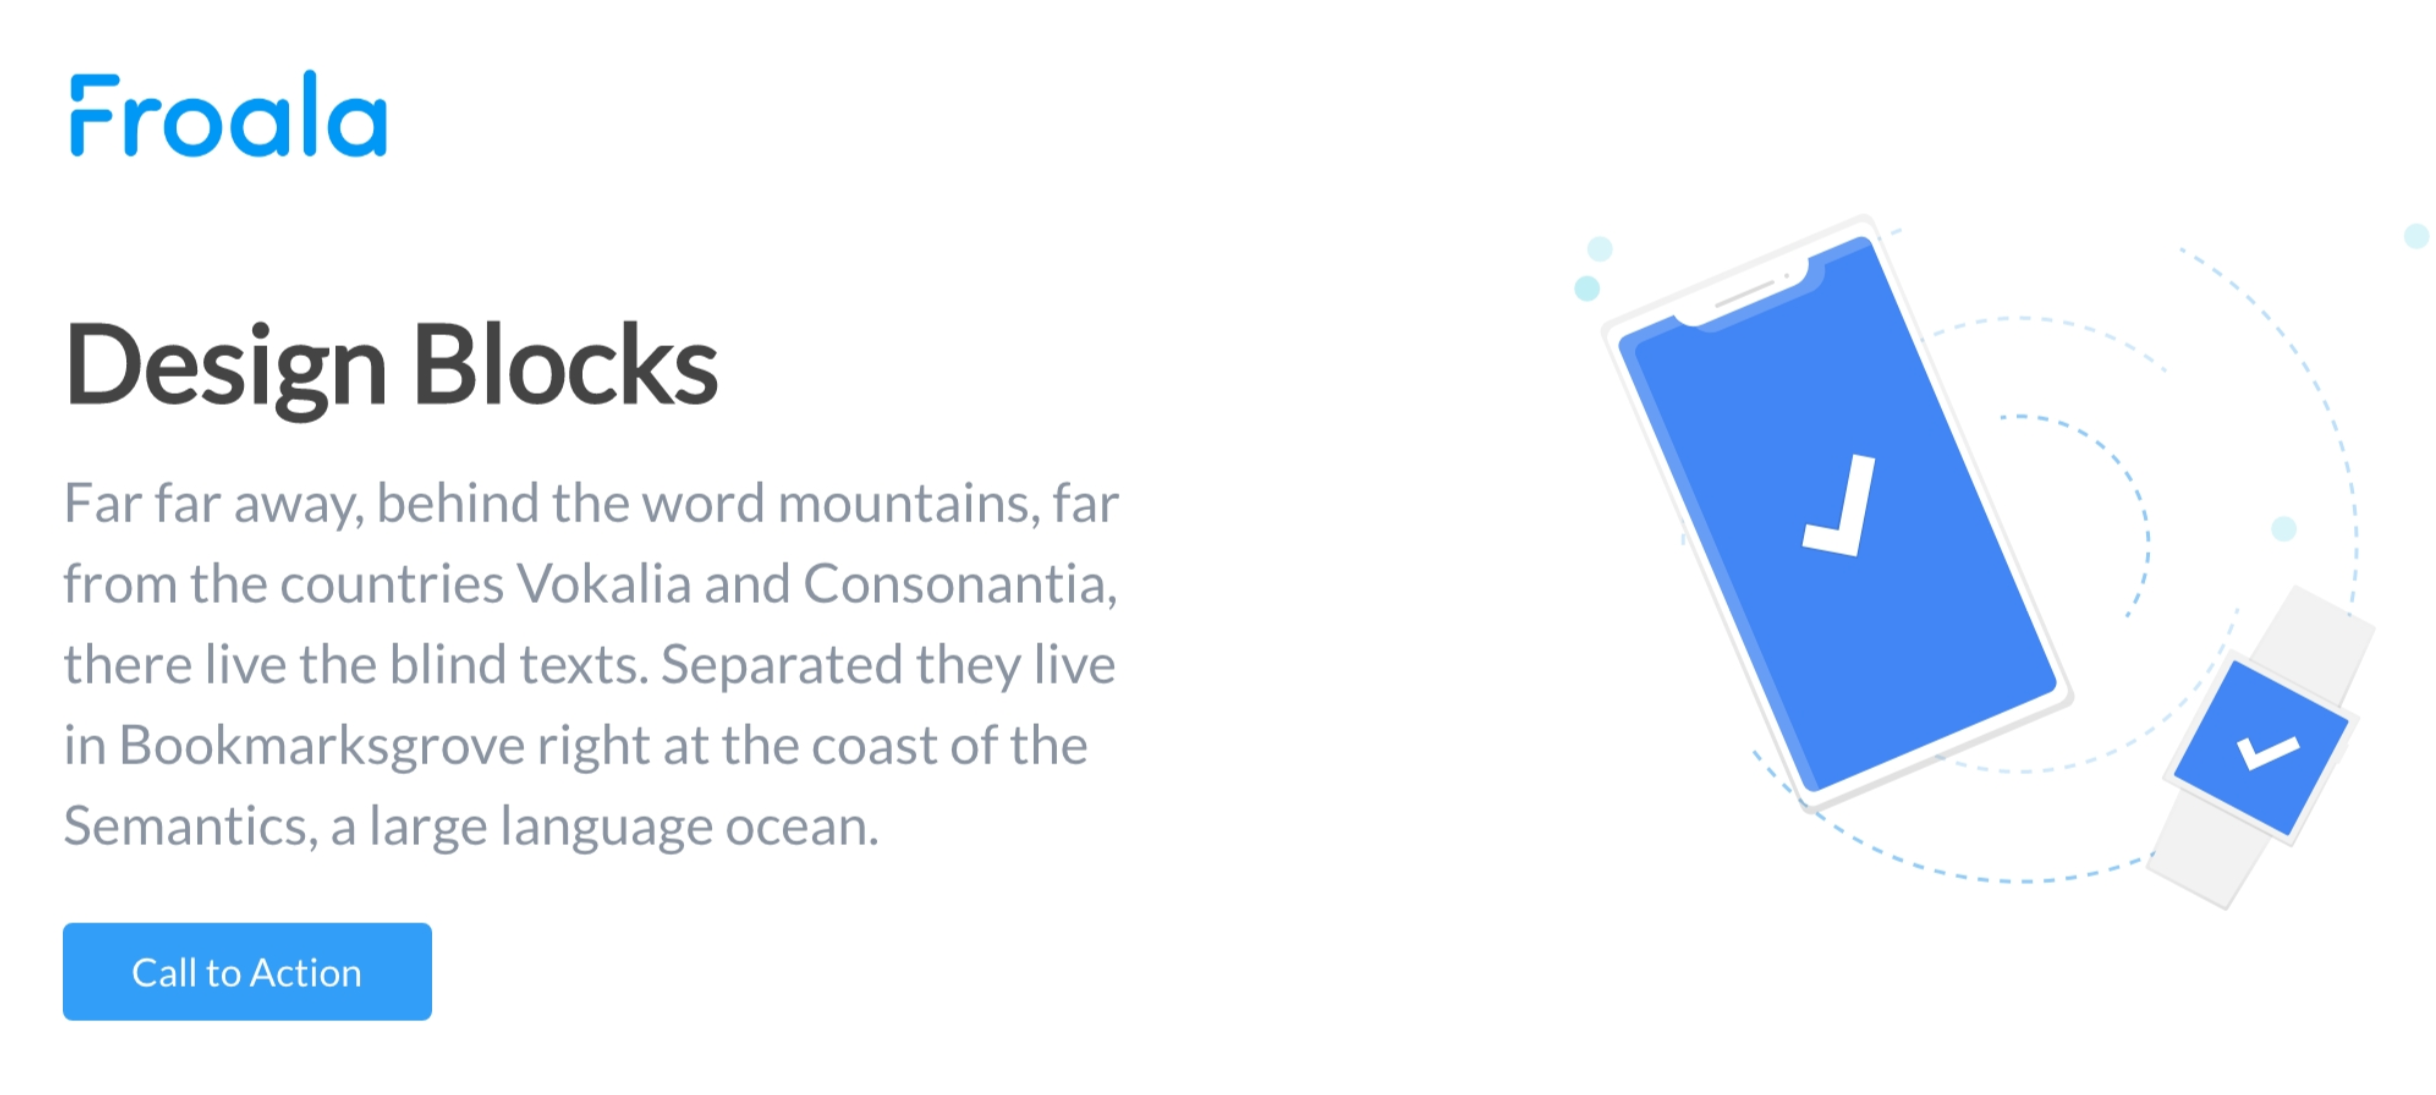 Froala
Design Blocks
Far far away, behind the word mountains, far
from the countries Vokalia and Consonantia,
there live the blind texts. Separated they live
in Bookmarksgrove right at the coast of the
Semantics, a large language ocean.
Call to Action